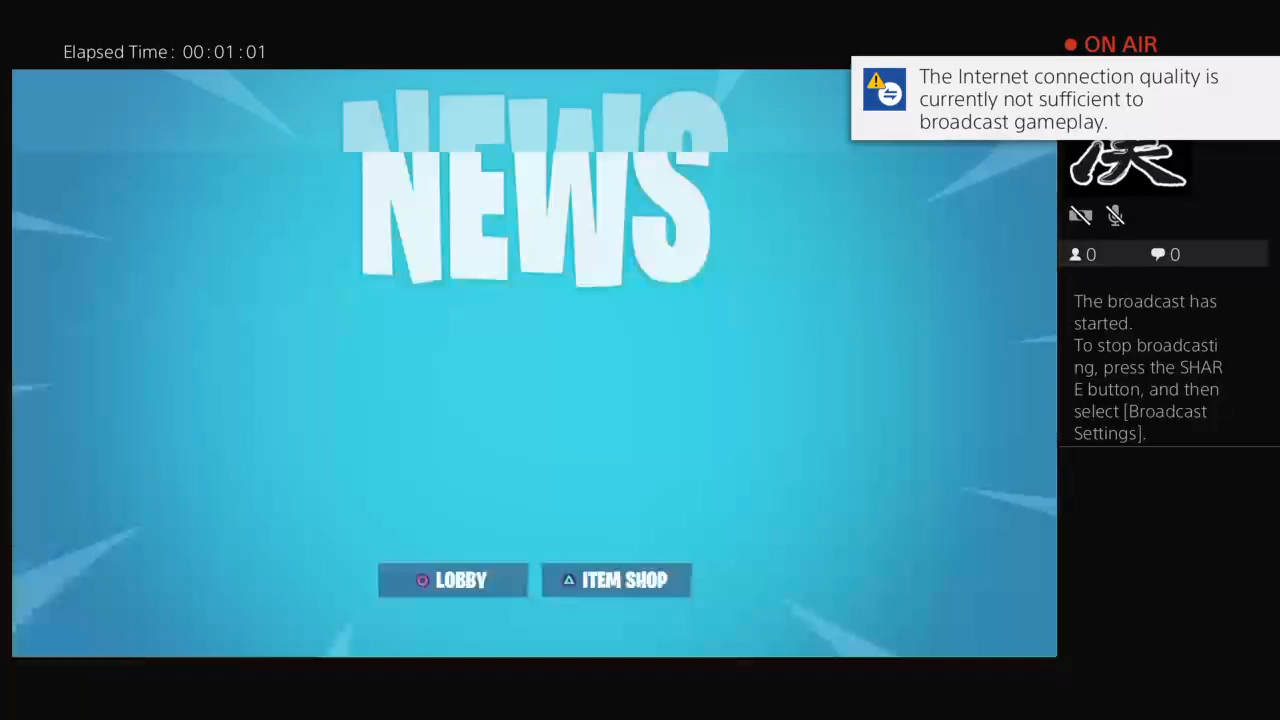 Elapsed Time: 00:01:01
ON AIR
The Internet connection quality is
currently not sufficient to
broadcast gameplay.
NEWS
0 0
The broadcast has
started.
To stop broadcasti
ng, press the SHAR
E button, and then
select [Broadcast
Settings].
LOBBY ITEM SHOP